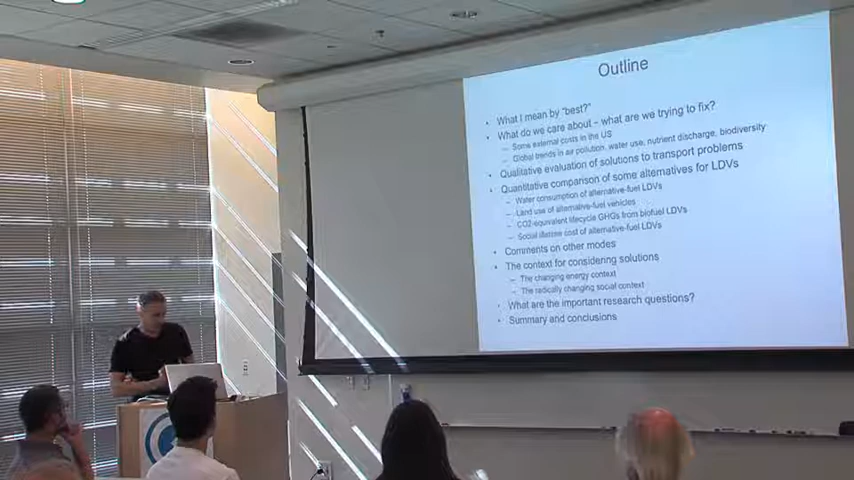 Outline
• What I mean by "best?"
• What do we care about – what are we trying to fix?
– Some external costs in the US
– Global trends in air pollution, water use, nutrient discharge, biodiversity
• Qualitative evaluation of solutions to transport problems
• Quantitative comparison of some alternatives for LDVs
– Water consumption of alternative-fuel LDVs
– Land use of alternative-fuel vehicles
– CO2-equivalent lifecycle GHGs from biofuel LDVs
– Social lifetime cost of alternative-fuel LDVs
• Comments on other modes
• The context for considering solutions
– The changing energy context
– The radically changing social context
• What are the important research questions?
• Summary and conclusions